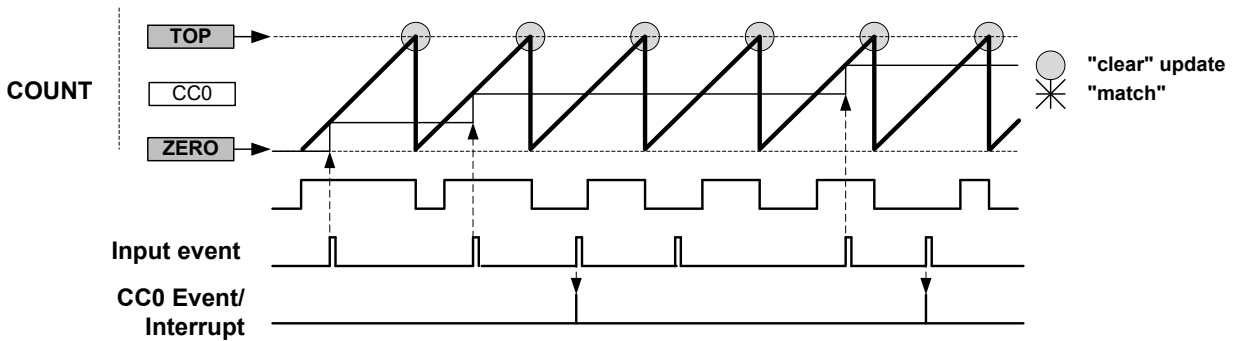 TOP
"clear" update
COUNT
CC0
"match"
ZERO
Input event
CC0 Event/
Interrupt